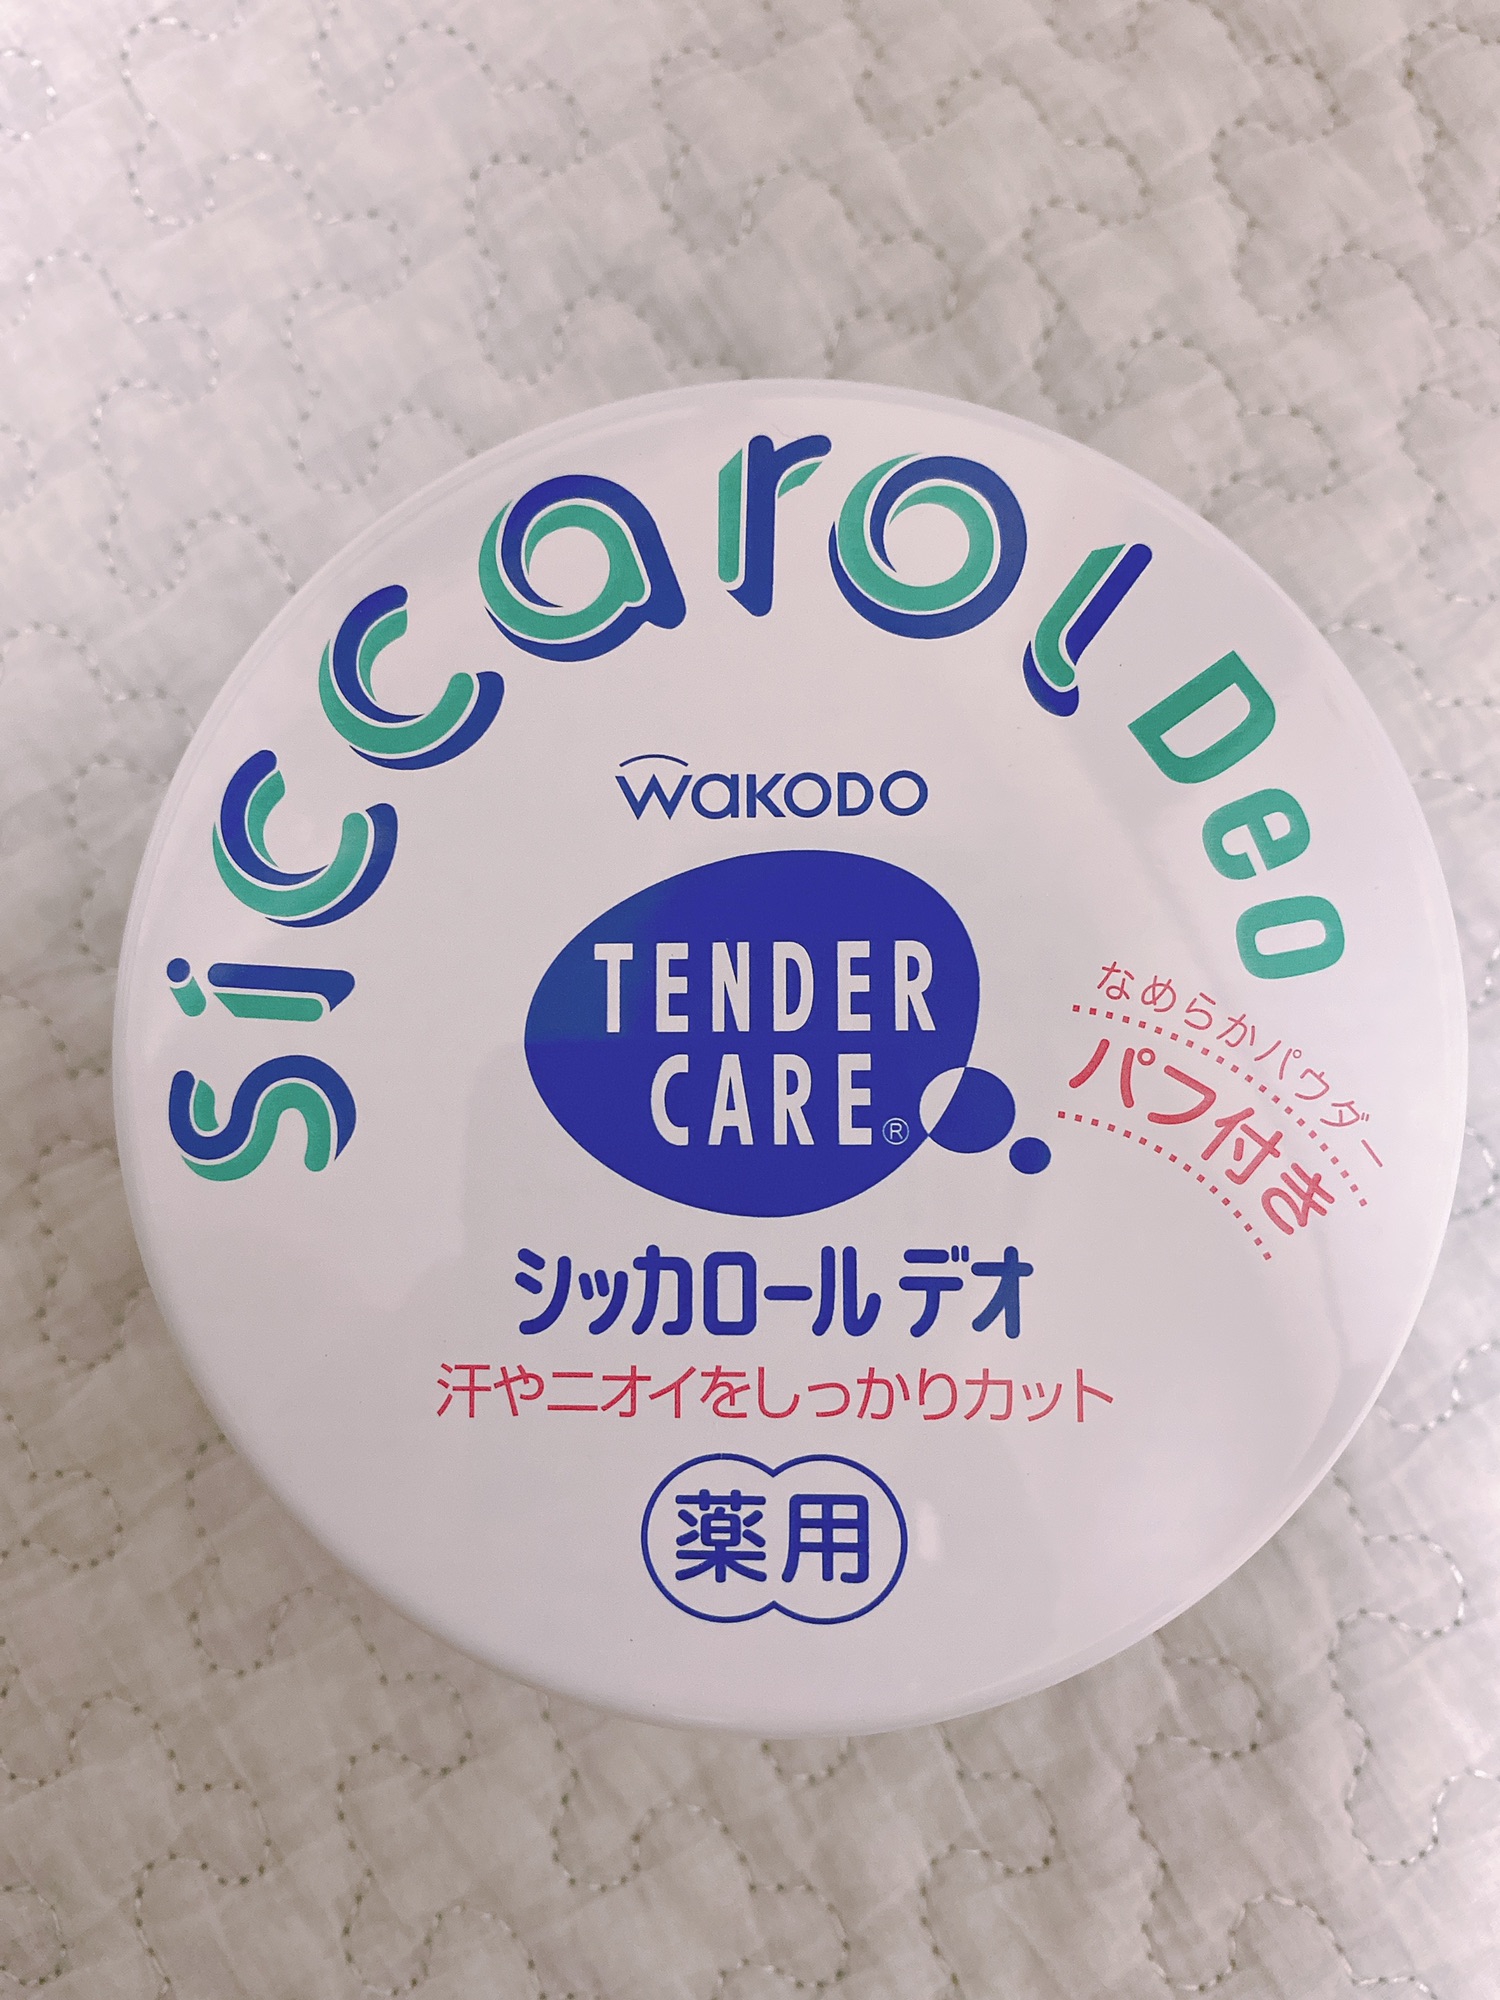 Siccarol Deo
WAKODO
TENDER
CARE®
なめらかパウダー
パフ付き
シッカロール デオ
汗やニオイをしっかりカット
薬用